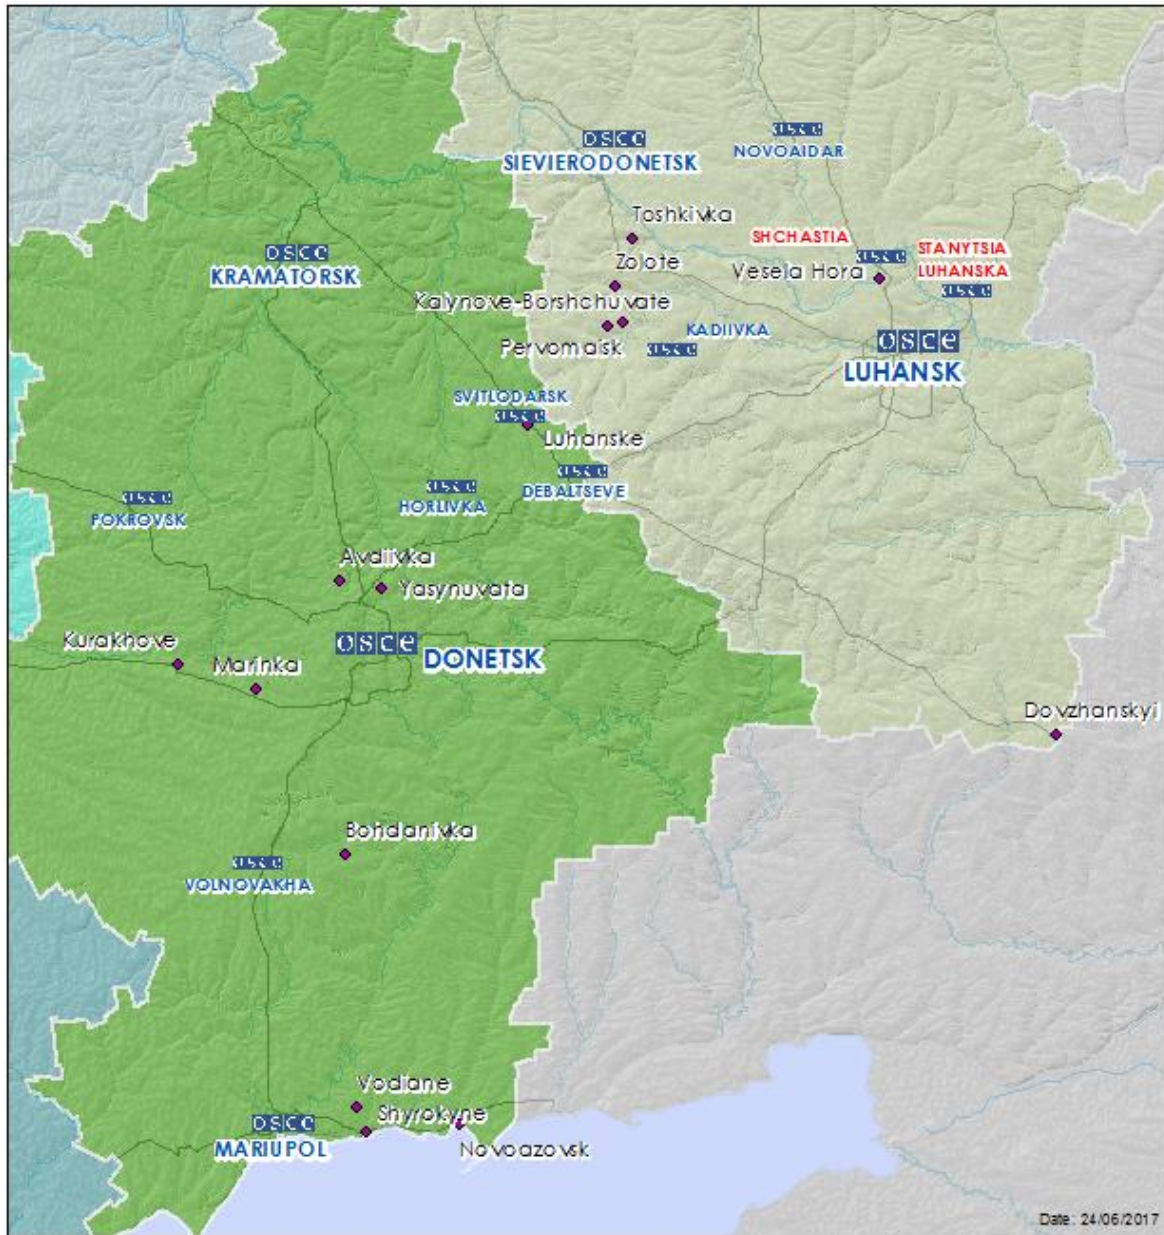 osce
SIEVIERODONETSK
osce
NOVOAIDAR
Toshkivka
SHCHASTIA
STANYTSIA
LUHANSKA
osce
osce
KRAMATORSK
Zolote
Vesela Hora
osce
osce
Kalynove-Borshchuvate
KADIIVKA
osce
Pervomaisk
osce
LUHANSK
SVITLODARSK
osce
Luhanske
osce
DEBALTSEVE
osce
HORLIVKA
osce
POKROVSK
Avdiivka
Yasynuvata
Kurakhove
Marinka
osce
DONETSK
Dovzhanskyi
Bohdanivka
osce
VOLNOVAKHA
Vodiane
Shyrokyne
osce
MARIUPOL
Novoazovsk
Date: 24/06/2017